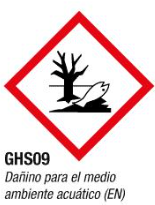 GHS09
Dañino para el medio
ambiente acuático (EN)